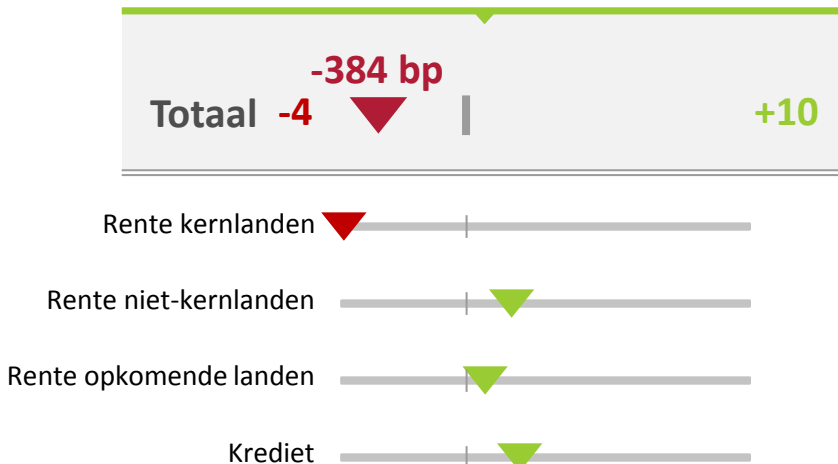 -384 bp
Totaal -4 +10
Rente kernlanden
Rente niet-kernlanden
Rente opkomende landen
Krediet